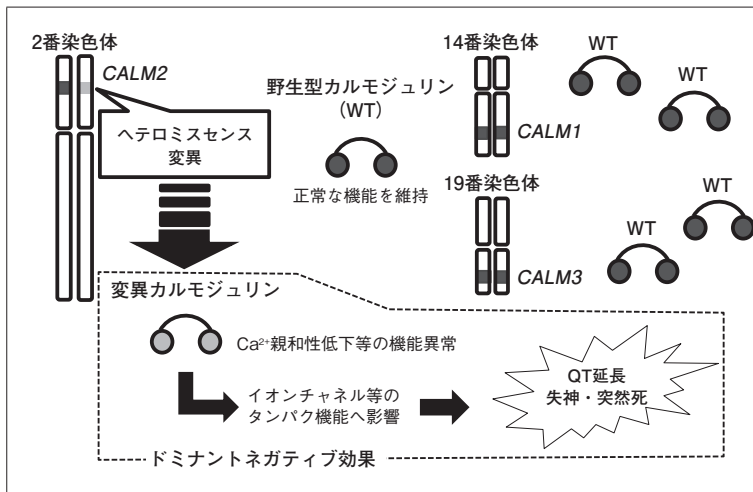 2番染色体
CALM2
ヘテロミスセンス
変異
野生型カルモジュリン
(WT)
正常な機能を維持
14番染色体
CALM1
WT
WT
19番染色体
CALM3
WT
WT
変異カルモジュリン
Ca²⁺親和性低下等の機能異常
イオンチャネル等の
タンパク機能へ影響
QT延長
失神・突然死
ドミナントネガティブ効果